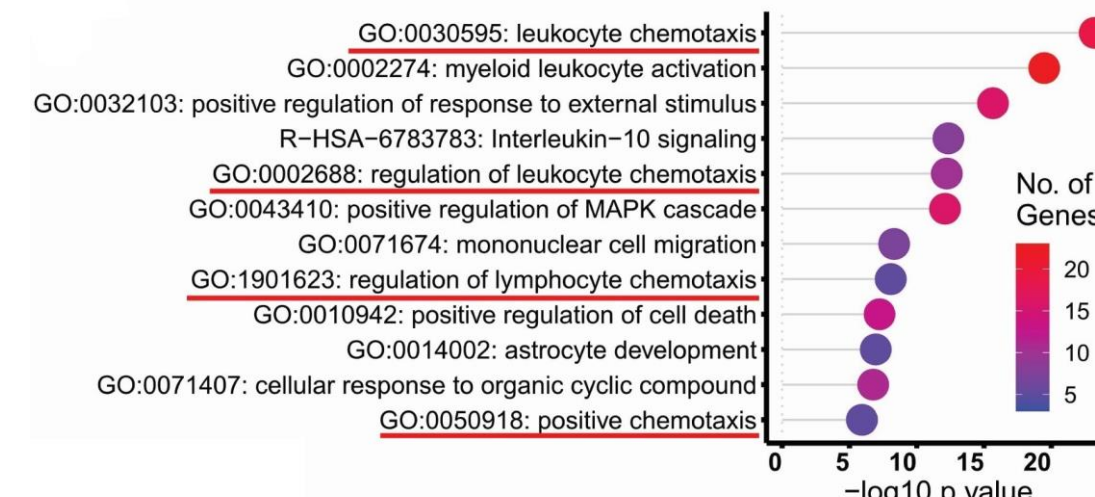 GO:0030595: leukocyte chemotaxis
GO:0002274: myeloid leukocyte activation
GO:0032103: positive regulation of response to external stimulus
R−HSA−6783783: Interleukin−10 signaling
GO:0002688: regulation of leukocyte chemotaxis
GO:0043410: positive regulation of MAPK cascade
GO:0071674: mononuclear cell migration
GO:1901623: regulation of lymphocyte chemotaxis
GO:0010942: positive regulation of cell death
GO:0014002: astrocyte development
GO:0071407: cellular response to organic cyclic compound
GO:0050918: positive chemotaxis
No. of
Genes
20
15
10
5
0 5 10 15 20
−log10 p value